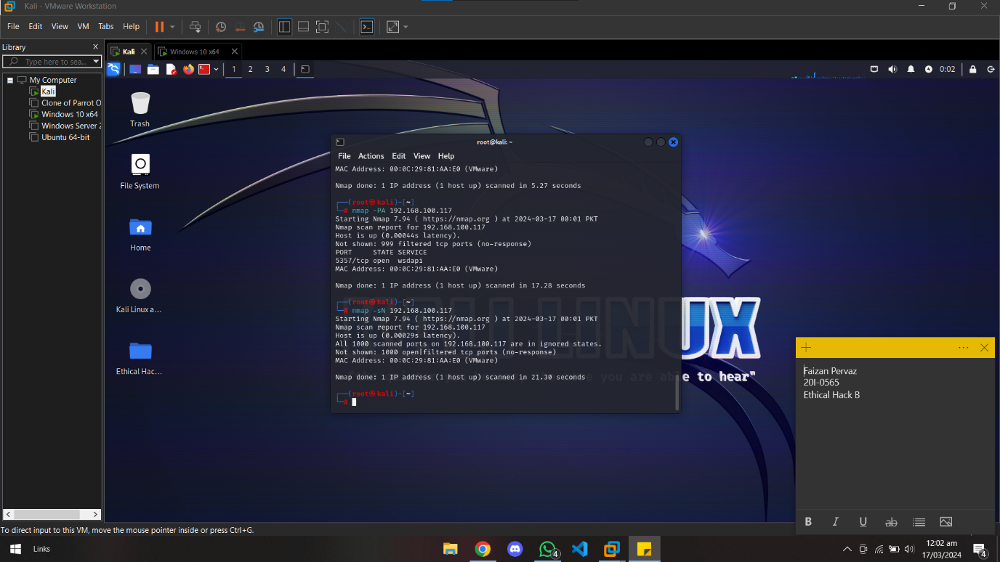 Kali - VMware Workstation
File Edit View VM Tabs Help
Library
Type here to sea...
My Computer
Kali
Clone of Parrot O
Windows 10 x64
Windows Server 2
Ubuntu 64-bit
Kali
Windows 10 x64
1 2 3 4
0:02
Trash
File System
Home
Kali Linux a...
Ethical Hac...
root@kali: ~
File Actions Edit View Help
MAC Address: 00:0C:29:81:AA:E0 (VMware)
Nmap done: 1 IP address (1 host up) scanned in 5.27 seconds
┌──(root㉿kali)-[~]
└─# nmap -PA 192.168.100.117
Starting Nmap 7.94 ( https://nmap.org ) at 2024-03-17 00:01 PKT
Nmap scan report for 192.168.100.117
Host is up (0.00044s latency).
Not shown: 999 filtered tcp ports (no-response)
PORT STATE SERVICE
5357/tcp open wsdapi
MAC Address: 00:0C:29:81:AA:E0 (VMware)
Nmap done: 1 IP address (1 host up) scanned in 17.28 seconds
┌──(root㉿kali)-[~]
└─# nmap -sN 192.168.100.117
Starting Nmap 7.94 ( https://nmap.org ) at 2024-03-17 00:01 PKT
Nmap scan report for 192.168.100.117
Host is up (0.00029s latency).
All 1000 scanned ports on 192.168.100.117 are in ignored states.
Not shown: 1000 open|filtered tcp ports (no-response)
MAC Address: 00:0C:29:81:AA:E0 (VMware)
Nmap done: 1 IP address (1 host up) scanned in 21.30 seconds
┌──(root㉿kali)-[~]
└─#
LINUX
you are able to hear"
Faizan Pervaz
20I-0565
Ethical Hack B
B I U ab
To direct input to this VM, move the mouse pointer inside or press Ctrl+G.
Links
4
12:02 am
17/03/2024
4